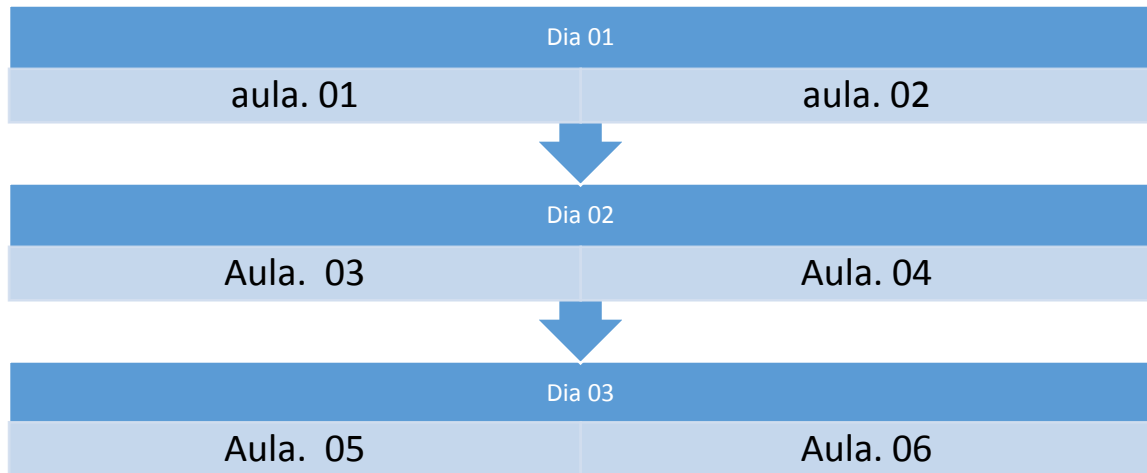 Dia 01
aula. 01 aula. 02
Dia 02
Aula.  03 Aula. 04
Dia 03
Aula.  05 Aula. 06